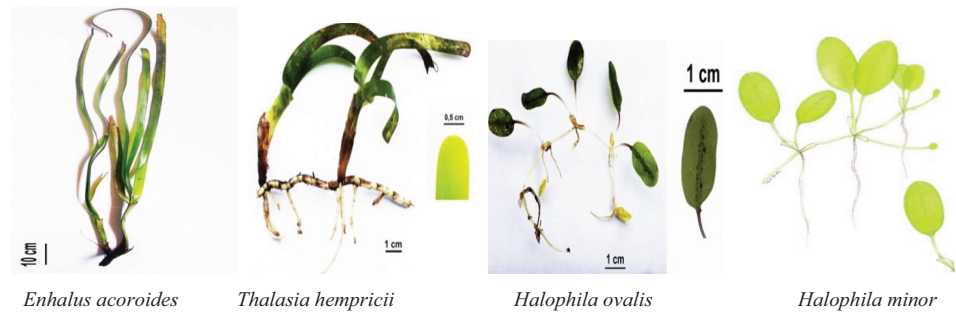 1 cm
0,5 cm
10 cm
1 cm
1 cm
Enhalus acoroides Thalasia hempricii Halophila ovalis Halophila minor